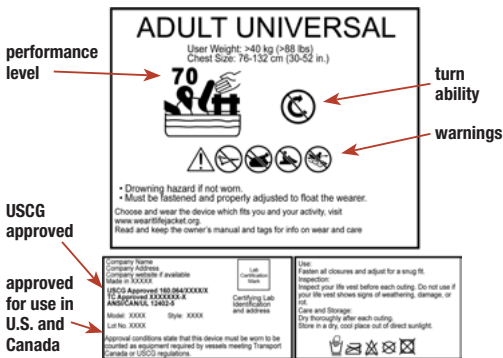 ADULT UNIVERSAL
User Weight: >40 kg (>88 lbs)
Chest Size: 76-132 cm (30-52 in.)
performance
level
70
turn
ability
warnings
• Drowning hazard if not worn.
• Must be fastened and properly adjusted to float the wearer.
Choose and wear the device which fits you and your activity, visit
www.wearitlifejacket.org.
Read and keep the owner's manual and tags for info on wear and care
USCG
approved
approved
for use in
U.S. and
Canada
Company Name
Company Address
Company website if available
Made in XXXXX
USCG Approved 160.064/XXXX/X
TC Approved XXXXXXX-X
ANSI/CAN/UL 12402-5
Model: XXXX Style: XXXX
Lot No. XXXX
Lab
Certification
Mark
Certifying Lab
Identification
and address
Approval conditions state that this device must be worn to be
counted as equipment required by vessels meeting Transport
Canada or USCG regulations.
Use:
Fasten all closures and adjust for a snug fit.
Inspection:
Inspect your life vest before each outing. Do not use if
your life vest shows signs of weathering, damage, or
rot.
Care and Storage:
Dry thoroughly after each outing.
Store in a dry, cool place out of direct sunlight.